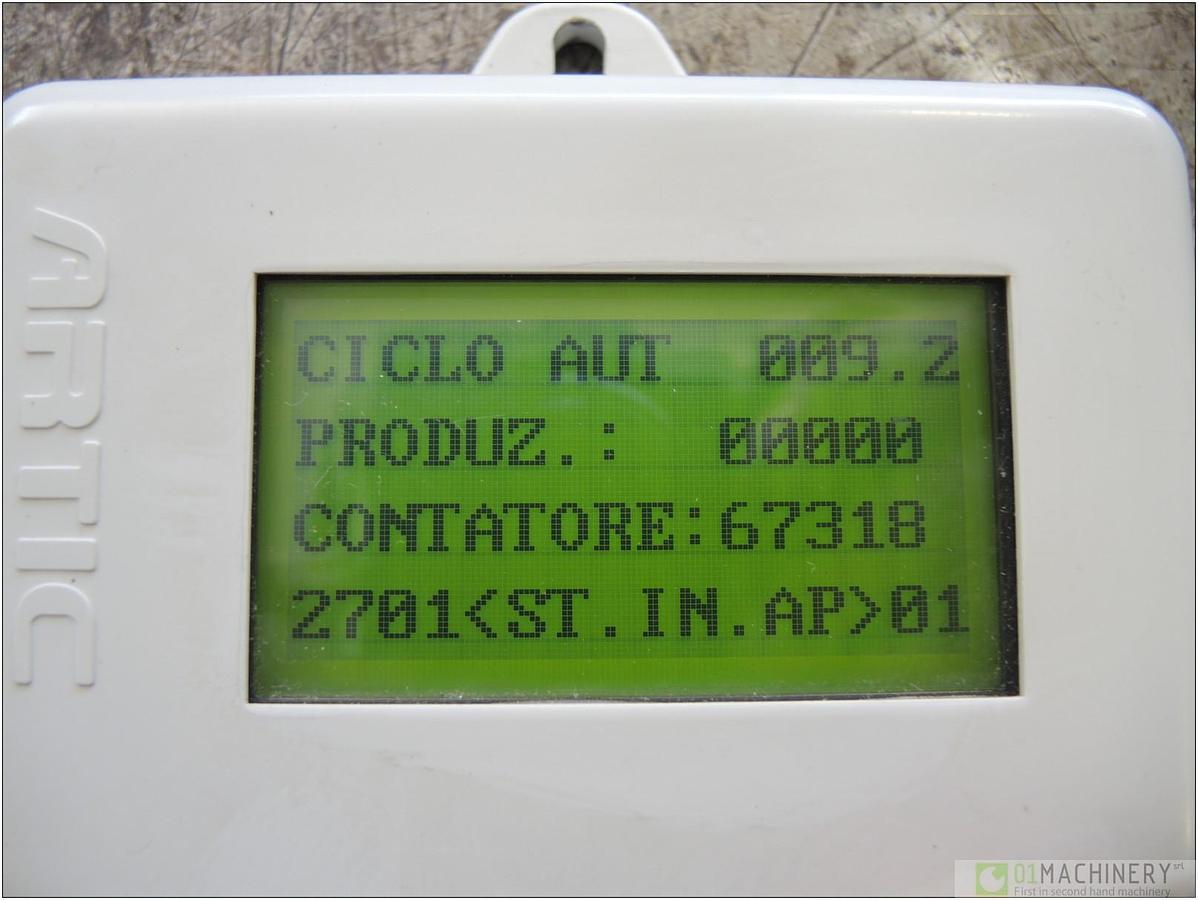 ARTIC
CICLO AUT 009.2
PRODUZ.: 00000
CONTATORE:67318
2701<ST.IN.AP>01
01MACHINERY srl
First in second hand machinery